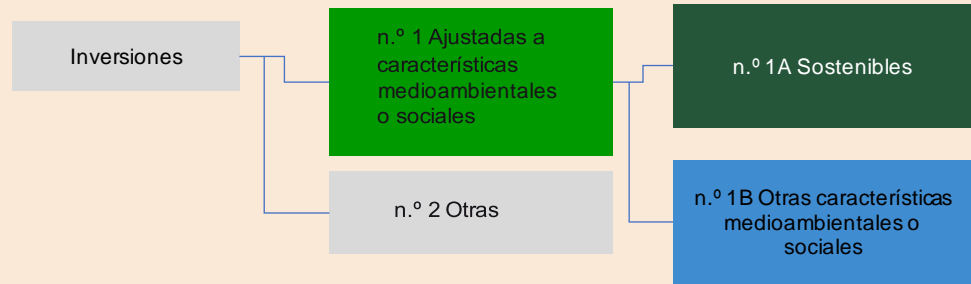 Inversiones
n.º 1 Ajustadas a
características
medioambientales
o sociales
n.º 1A Sostenibles
n.º 2 Otras
n.º 1B Otras características
medioambientales o
sociales